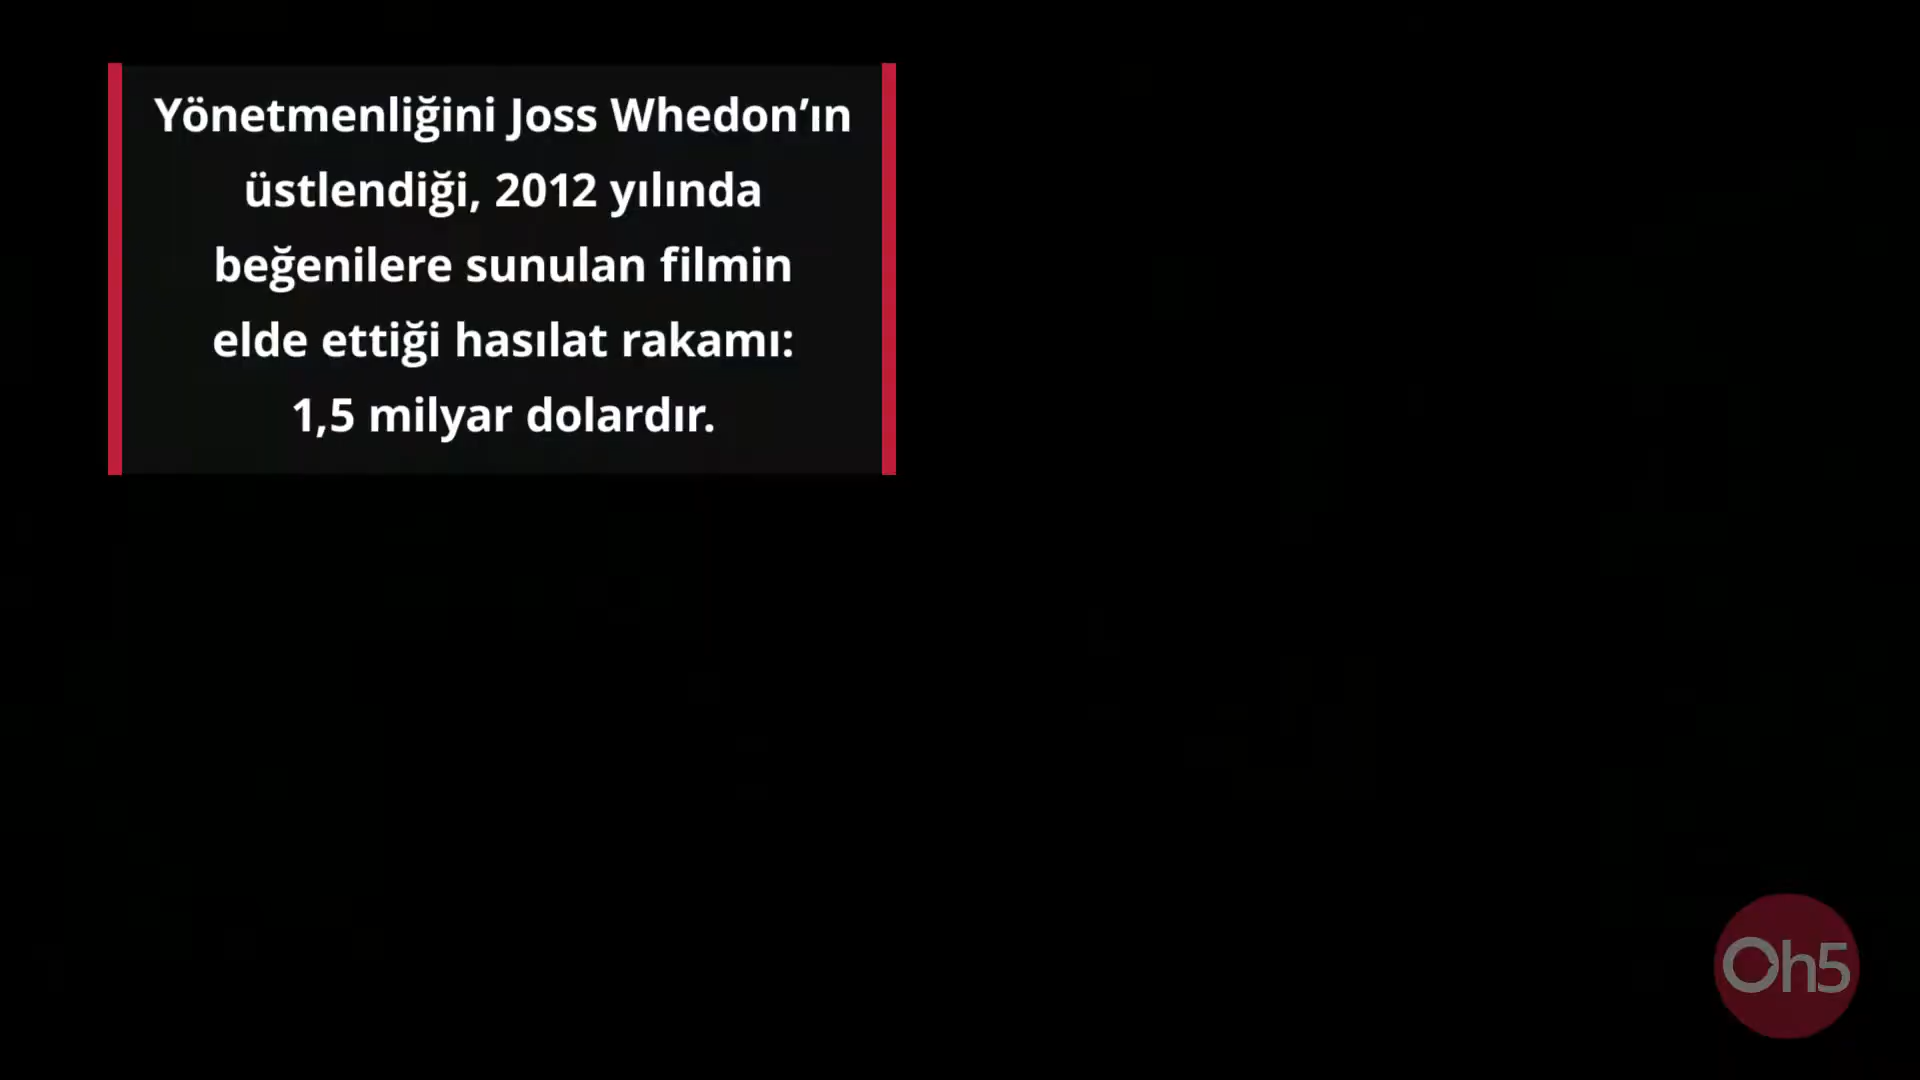 Yönetmenliğini Joss Whedon’ın
üstlendiği, 2012 yılında
beğenilere sunulan filmin
elde ettiği hasılat rakamı:
1,5 milyar dolardır.
Oh5